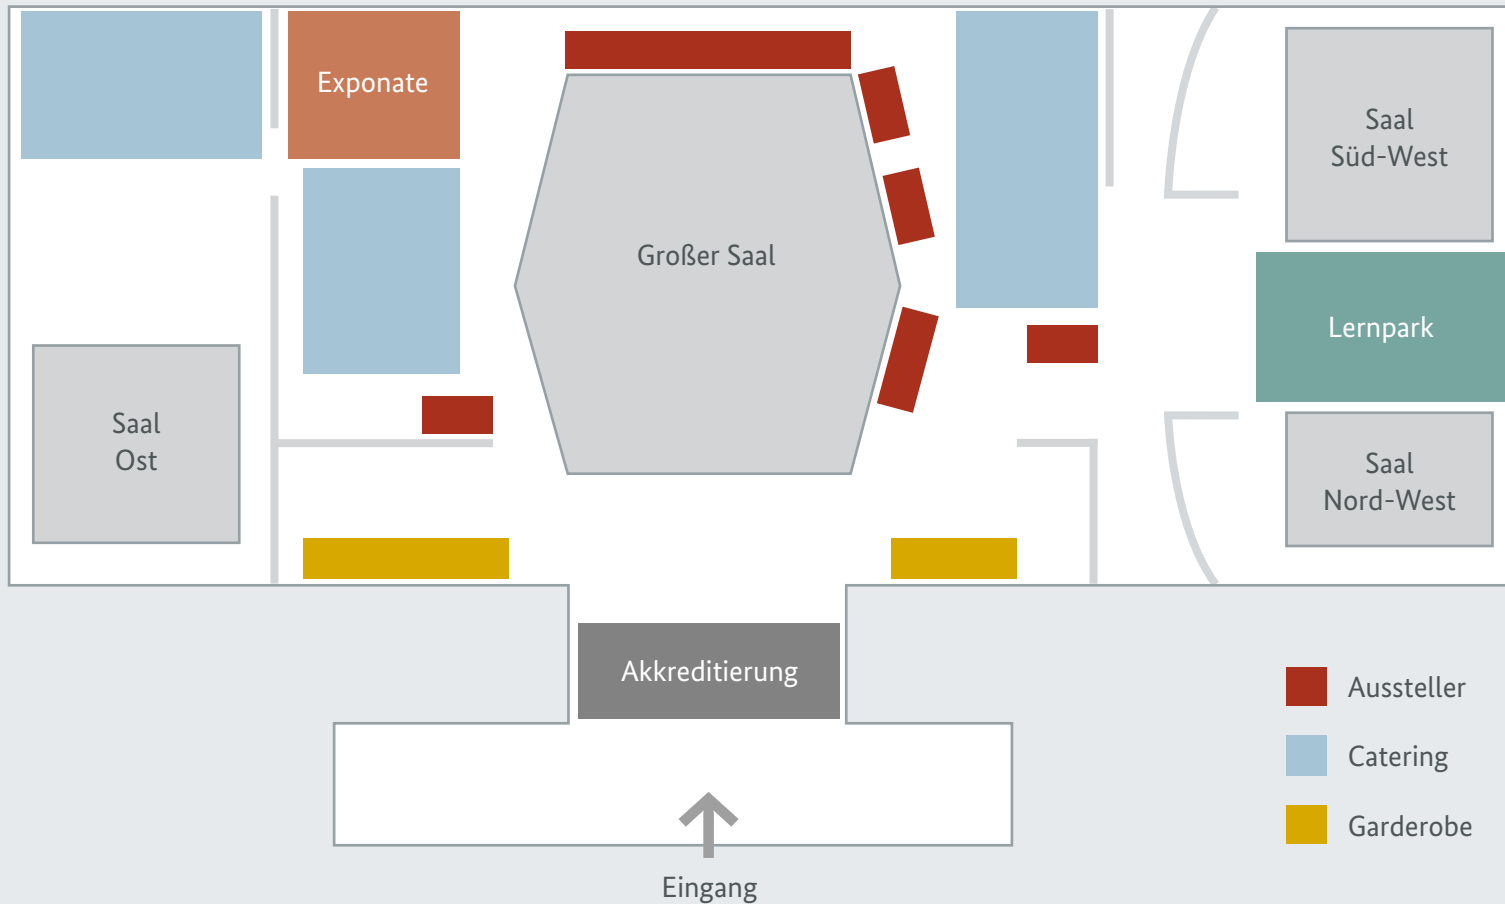 Exponate
Saal
Süd-West
Großer Saal
Lernpark
Saal
Ost
Saal
Nord-West
Akkreditierung
Aussteller
Catering
Garderobe
Eingang